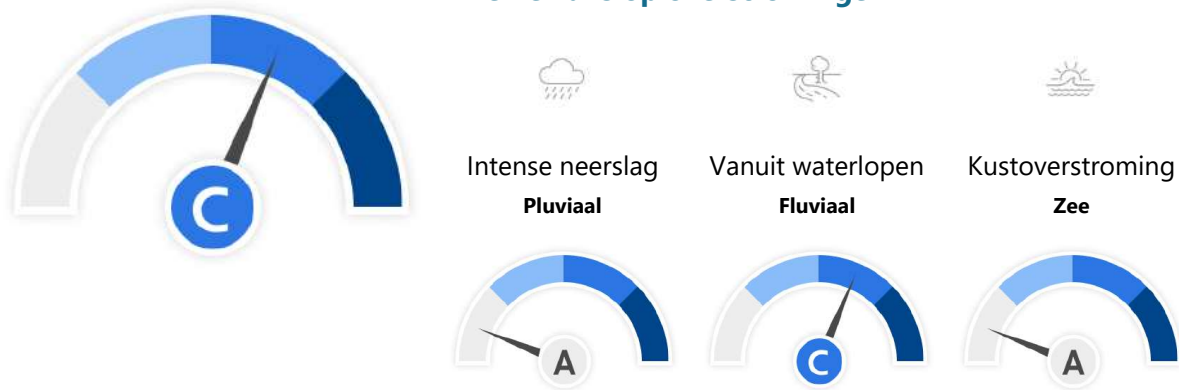 C
Intense neerslag
Pluviaal
A
Vanuit waterlopen
Fluviaal
C
Kustoverstroming
Zee
A